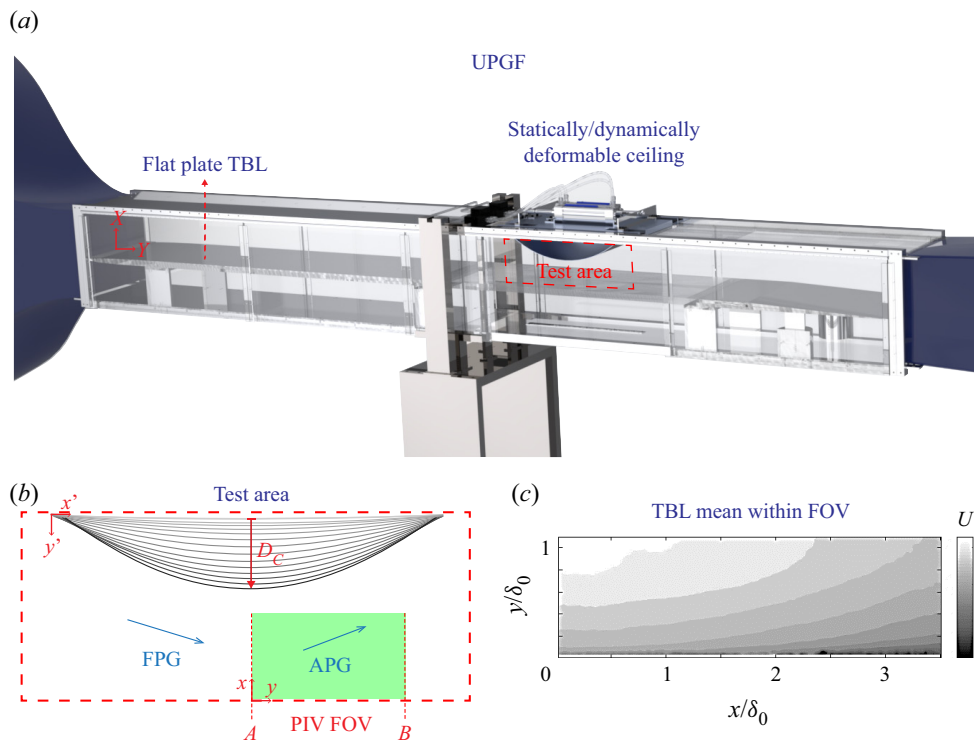 (a)
UPGF
Statically/dynamically
deformable ceiling
Flat plate TBL
X
Y
Test area
(b)
Test area
x’
y’
D_C
FPG
APG
x
y
A
PIV FOV
B
(c)
TBL mean within FOV
U
1
y/δ₀
0
1
2
3
x/δ₀